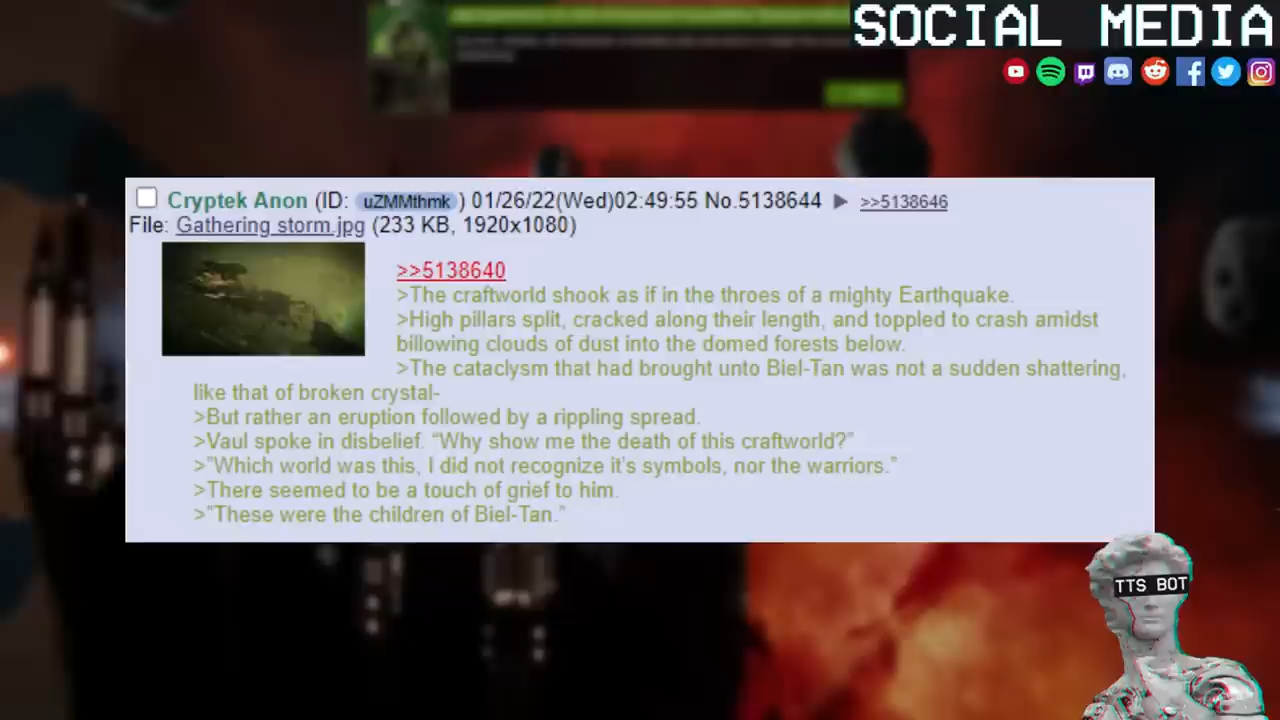 SOCIAL MEDIA
Cryptek Anon (ID: uZMMthmk ) 01/26/22(Wed)02:49:55 No.5138644 ▶ >>5138646
File: Gathering storm.jpg (233 KB, 1920x1080)
>>5138640
>The craftworld shook as if in the throes of a mighty Earthquake.
>High pillars split, cracked along their length, and toppled to crash amidst
billowing clouds of dust into the domed forests below.
>The cataclysm that had brought unto Biel-Tan was not a sudden shattering,
like that of broken crystal-
>But rather an eruption followed by a rippling spread.
>Vaul spoke in disbelief. “Why show me the death of this craftworld?”
>”Which world was this, I did not recognize it’s symbols, nor the warriors.”
>There seemed to be a touch of grief to him.
>”These were the children of Biel-Tan.”
TTS BOT